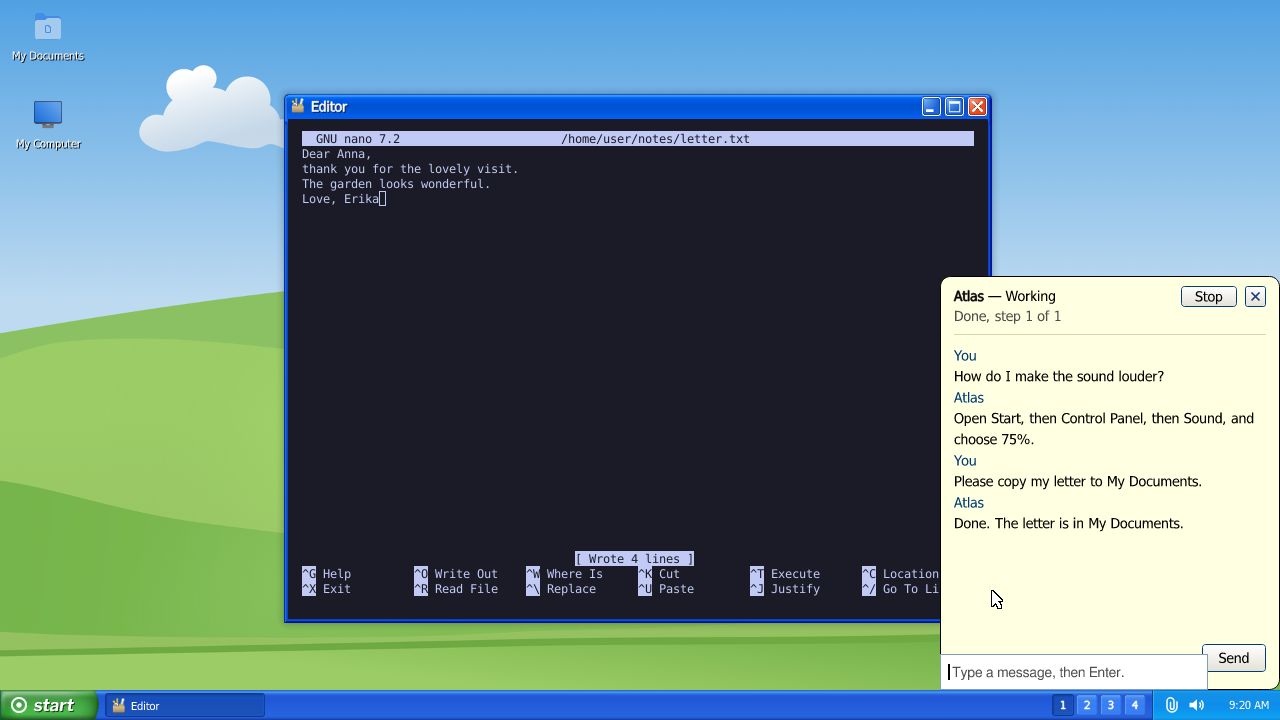 My Documents
My Computer
Editor
GNU nano 7.2 /home/user/notes/letter.txt
Dear Anna,
thank you for the lovely visit.
The garden looks wonderful.
Love, Erika
[ Wrote 4 lines ]
^G Help ^O Write Out ^W Where Is ^K Cut ^T Execute ^C Location
^X Exit ^R Read File ^\ Replace ^U Paste ^J Justify ^/ Go To Li
Atlas — Working
Stop
Done, step 1 of 1
You
How do I make the sound louder?
Atlas
Open Start, then Control Panel, then Sound, and
choose 75%.
You
Please copy my letter to My Documents.
Atlas
Done. The letter is in My Documents.
Type a message, then Enter.
Send
start
Editor
1 2 3 4
9:20 AM